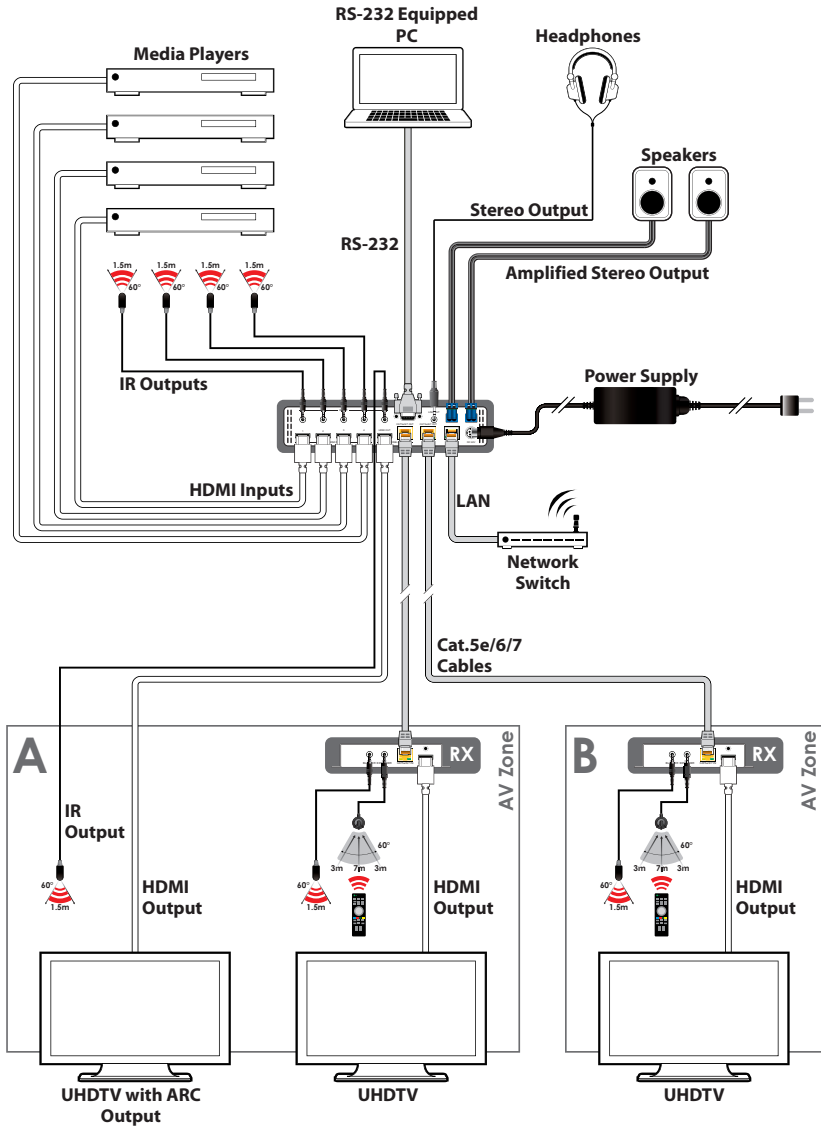 RS-232 Equipped
PC
Headphones
Media Players
Speakers
Stereo Output
RS-232
Amplified Stereo Output
1.5m
60°
1.5m
60°
1.5m
60°
1.5m
60°
IR Outputs
Power Supply
HDMI Inputs
LAN
Network
Switch
Cat.5e/6/7
Cables
A
RX
AV Zone
B
RX
AV Zone
IR
Output
60°
1.5m
HDMI
Output
60°
1.5m
60°
3m
7m
3m
HDMI
Output
60°
1.5m
60°
3m
7m
3m
HDMI
Output
UHDTV with ARC
Output
UHDTV
UHDTV